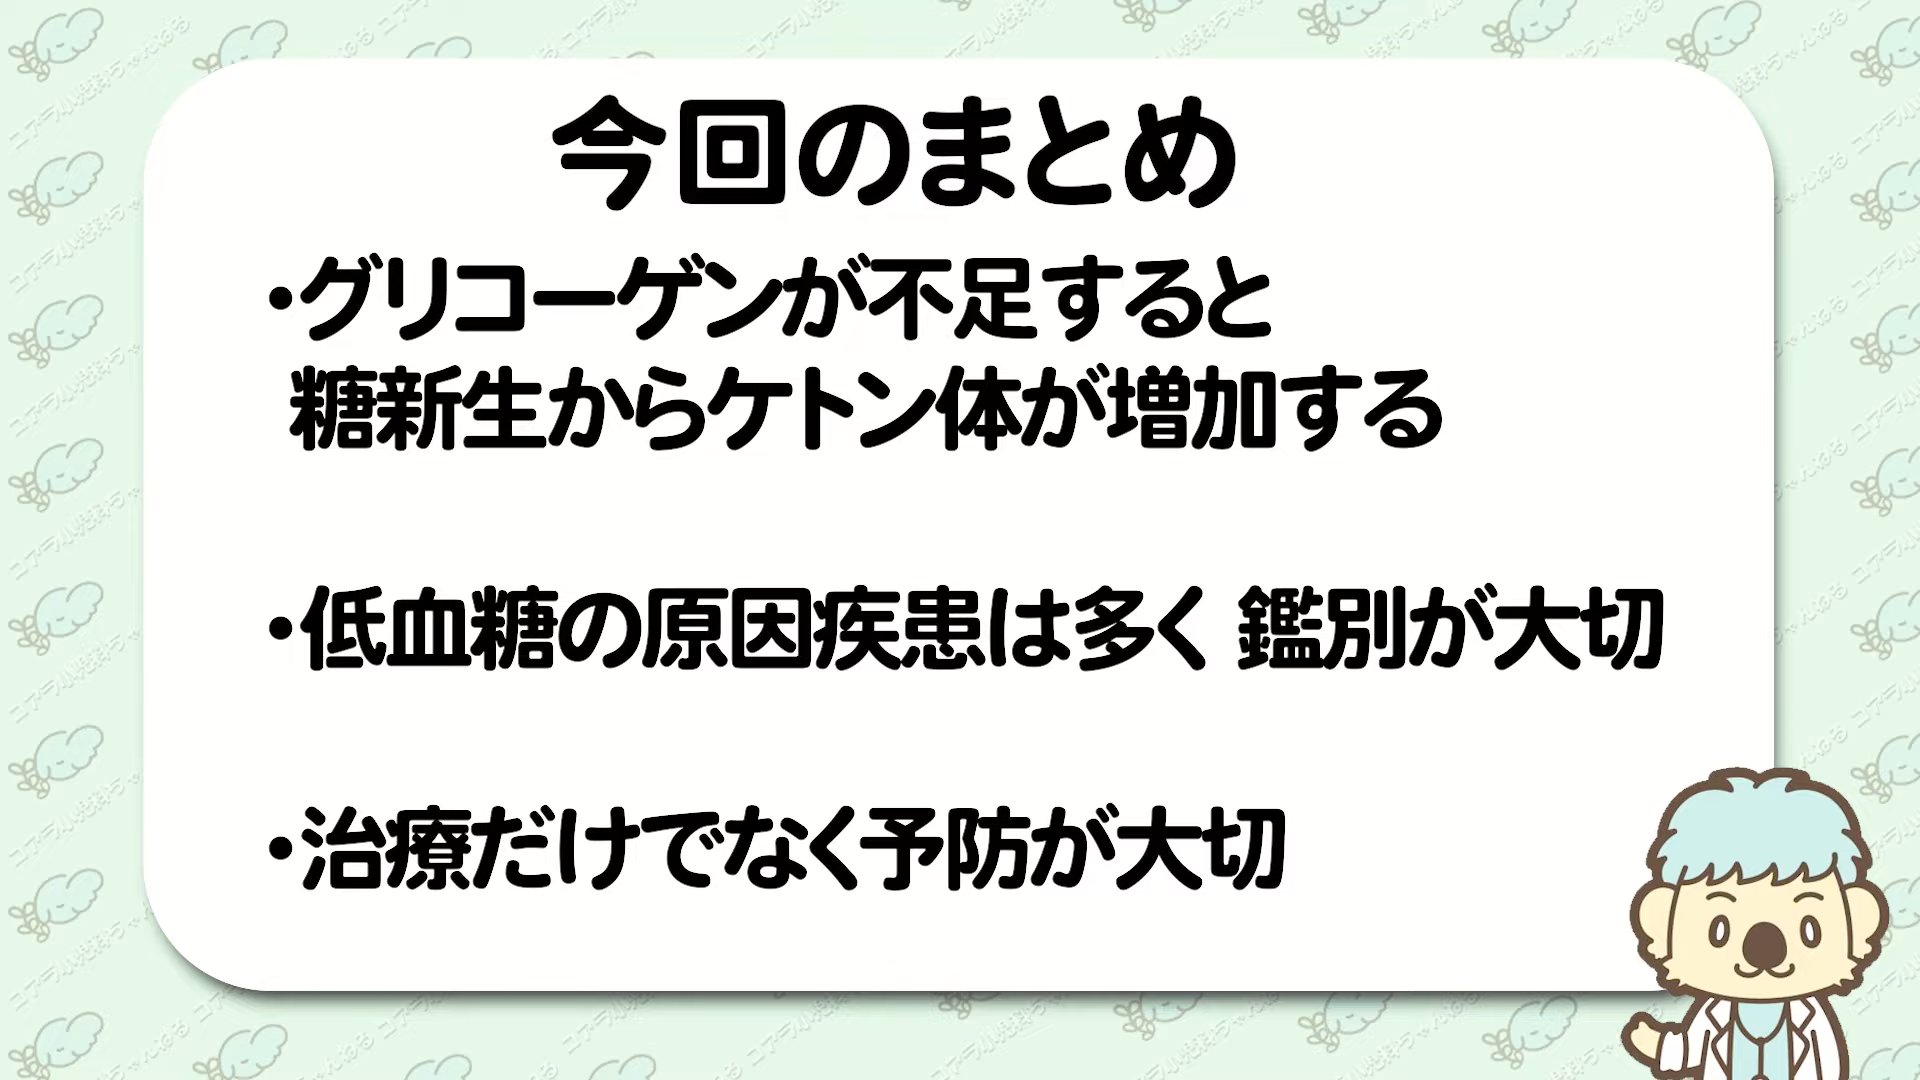 今回のまとめ
・グリコーゲンが不足すると
糖新生からケトン体が増加する
・低血糖の原因疾患は多く 鑑別が大切
・治療だけでなく予防が大切